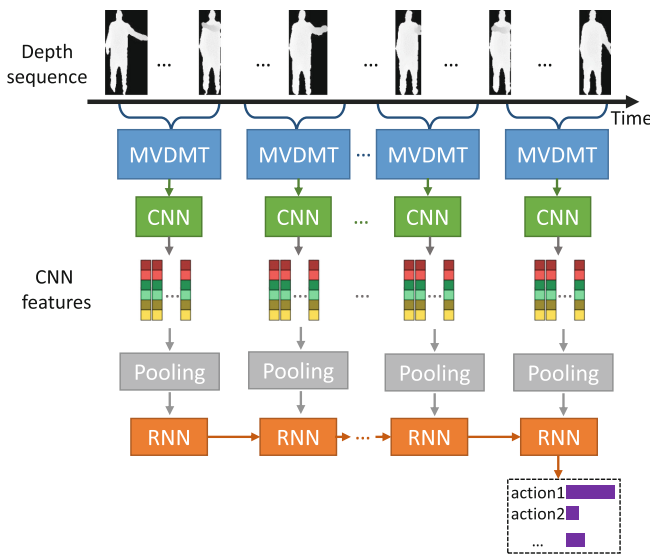 Depth
sequence
... ... ... ... ...
Time
MVDMT MVDMT ... MVDMT MVDMT
CNN CNN ... CNN CNN
CNN
features
... ... ... ... ...
Pooling Pooling ... Pooling Pooling
RNN RNN ... RNN RNN
action1
action2
...